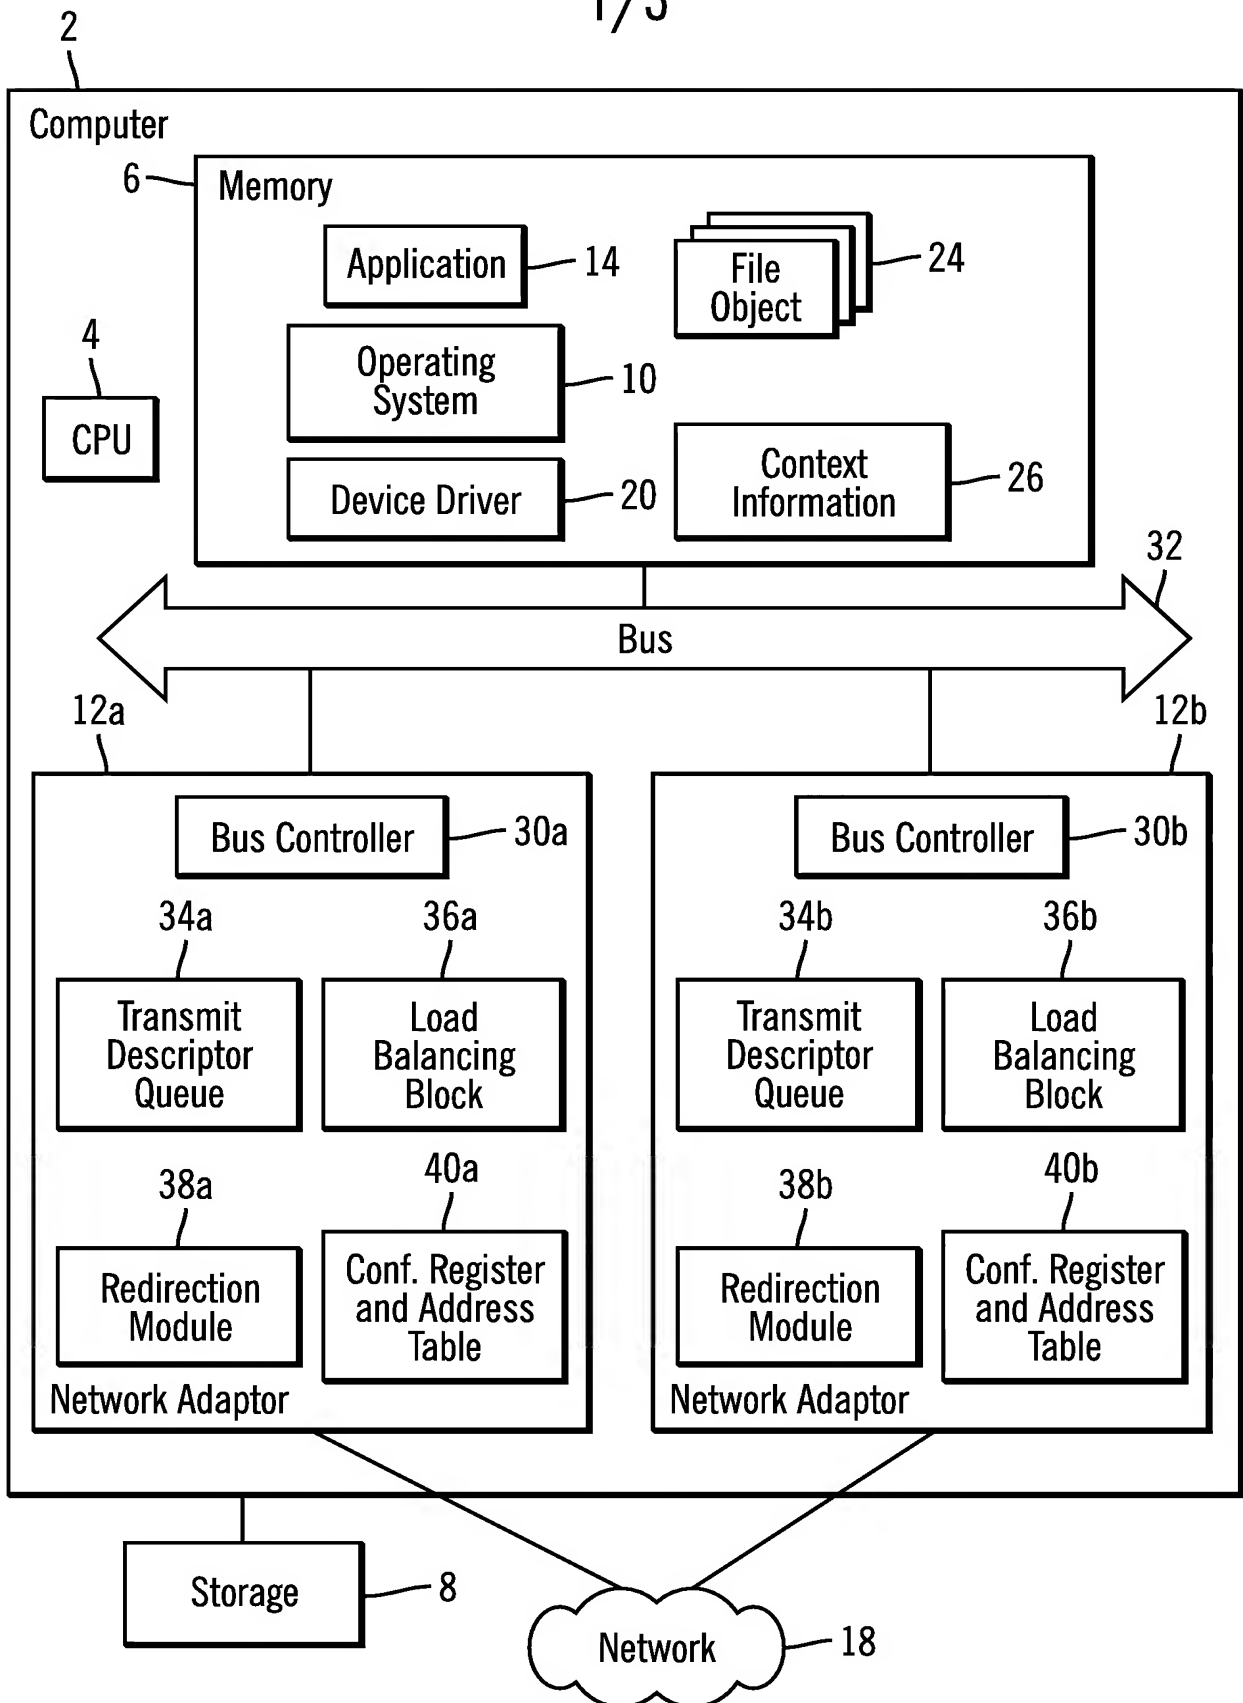 2
Computer
6
Memory
Application
14
File
Object
24
4
CPU
Operating
System
10
Device Driver
20
Context
Information
26
32
Bus
12a
12b
Bus Controller
30a
34a
36a
Transmit
Descriptor
Queue
Load
Balancing
Block
38a
40a
Redirection
Module
Conf. Register
and Address
Table
Network Adaptor
Bus Controller
30b
34b
36b
Transmit
Descriptor
Queue
Load
Balancing
Block
38b
40b
Redirection
Module
Conf. Register
and Address
Table
Network Adaptor
Storage
8
Network
18